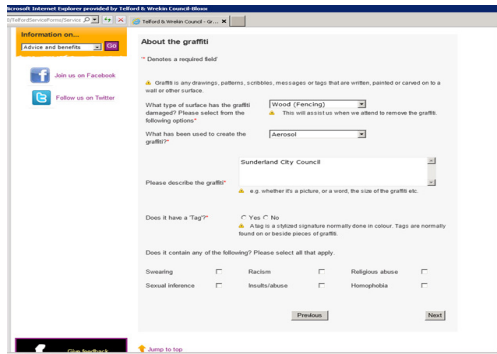 Microsoft Internet Explorer provided by Telford & Wrekin Council-Bloxx
Telford & Wrekin Council - Gr...
Information on...
Advice and benefits
Go
Join us on Facebook
Follow us on Twitter
About the graffiti
* Denotes a required field
Graffiti is any drawings, patterns, scribbles, messages or tags that are written, painted or carved on to a
wall or other surface.
What type of surface has the graffiti
damaged? Please select from the
following options*
Wood (Fencing)
This will assist us when we attend to remove the graffiti.
What has been used to create the
graffiti?*
Aerosol
Sunderland City Council
Please describe the graffiti*
e.g. whether it's a picture, or a word, the size of the graffiti etc.
Does it have a 'Tag'?*
Yes No
A tag is a stylized signature normally done in colour. Tags are normally
found on or beside pieces of graffiti.
Does it contain any of the following? Please select all that apply.
Swearing
Racism
Religious abuse
Sexual inference
Insults/abuse
Homophobia
Previous
Next
Give feedback
Jump to top